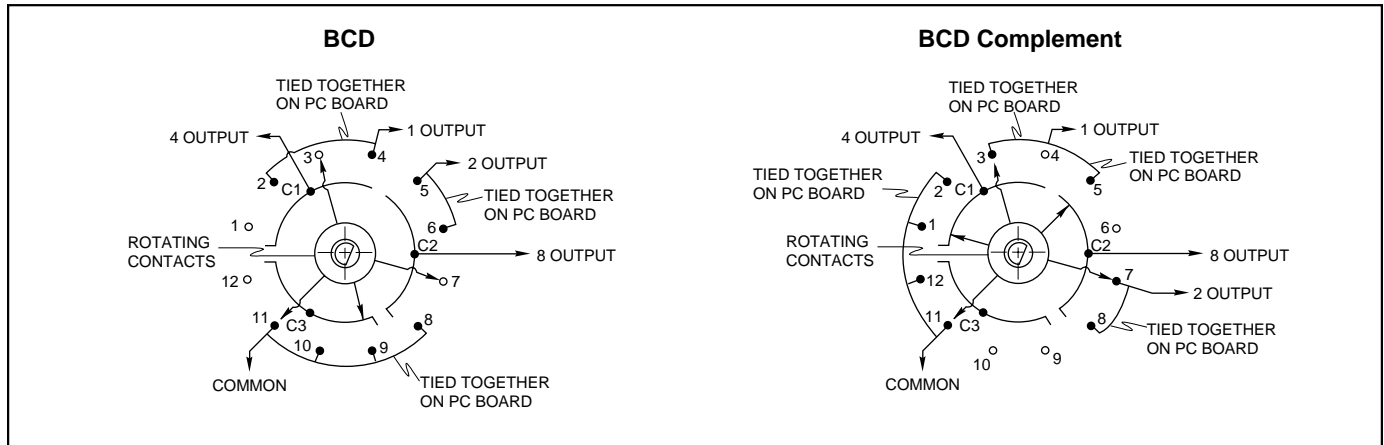 BCD
TIED TOGETHER
ON PC BOARD
4 OUTPUT
1 OUTPUT
3
4
2 OUTPUT
2
C1
5
TIED TOGETHER
ON PC BOARD
1
6
ROTATING
CONTACTS
C2
8 OUTPUT
12
7
11
C3
8
10
9
COMMON
TIED TOGETHER
ON PC BOARD
BCD Complement
TIED TOGETHER
ON PC BOARD
4 OUTPUT
1 OUTPUT
3
4
TIED TOGETHER
ON PC BOARD
TIED TOGETHER
ON PC BOARD
2
C1
5
1
6
ROTATING
CONTACTS
C2
8 OUTPUT
12
7
2 OUTPUT
11
C3
8
TIED TOGETHER
ON PC BOARD
10
9
COMMON